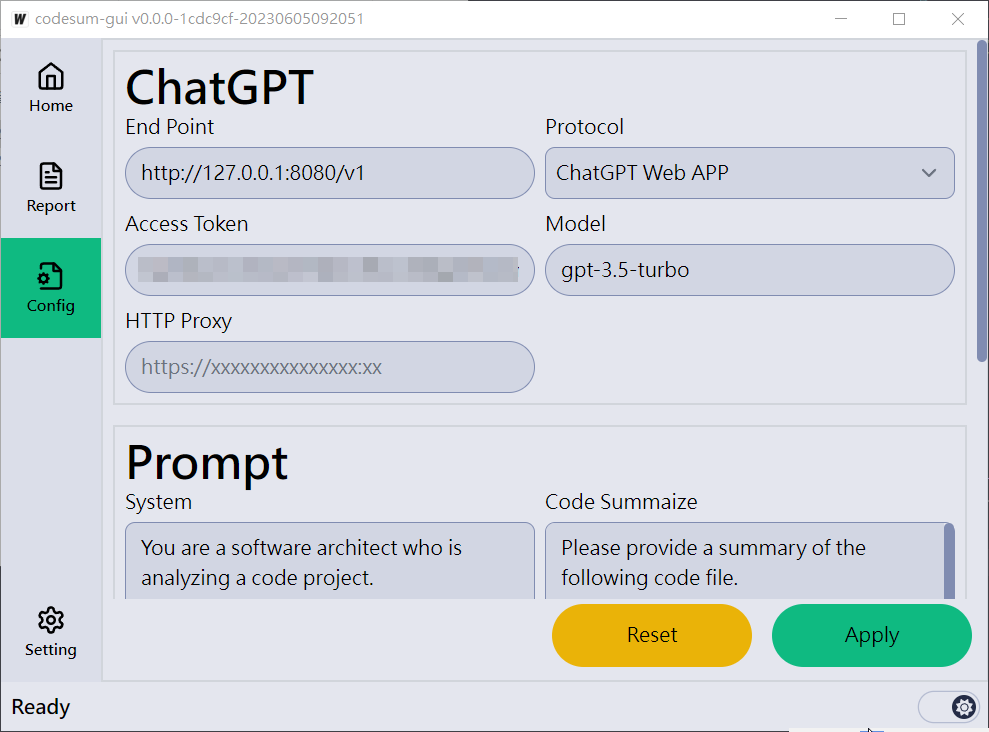 W codesum-gui v0.0.0-1cdc9cf-20230605092051
Home
Report
Config
Setting
ChatGPT
End Point
Protocol
http://127.0.0.1:8080/v1
ChatGPT Web APP
Access Token
Model
gpt-3.5-turbo
HTTP Proxy
https://xxxxxxxxxxxxxxx:xx
Prompt
System
Code Summaize
You are a software architect who is
analyzing a code project.
Please provide a summary of the
following code file.
Reset
Apply
Ready